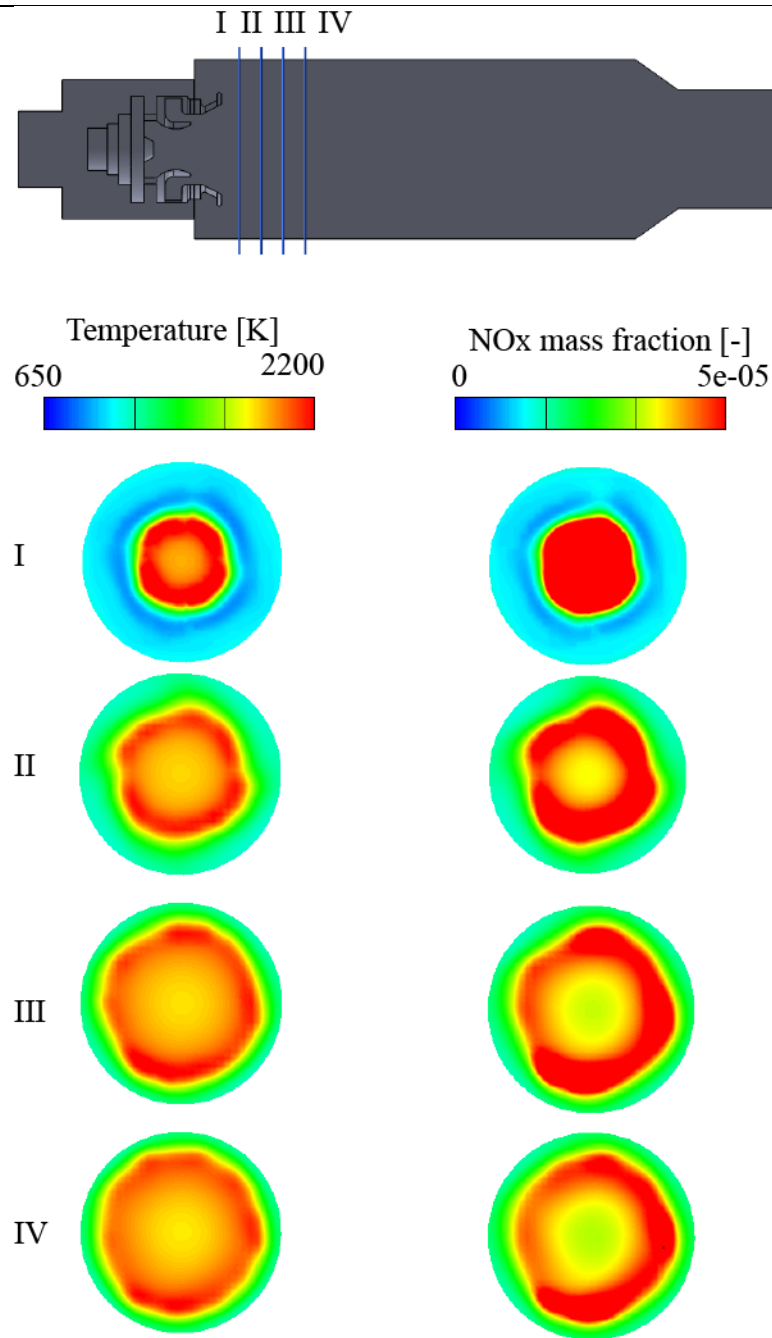 I II III IV
Temperature [K]
650 2200
NOx mass fraction [-]
0 5e-05
I
II
III
IV